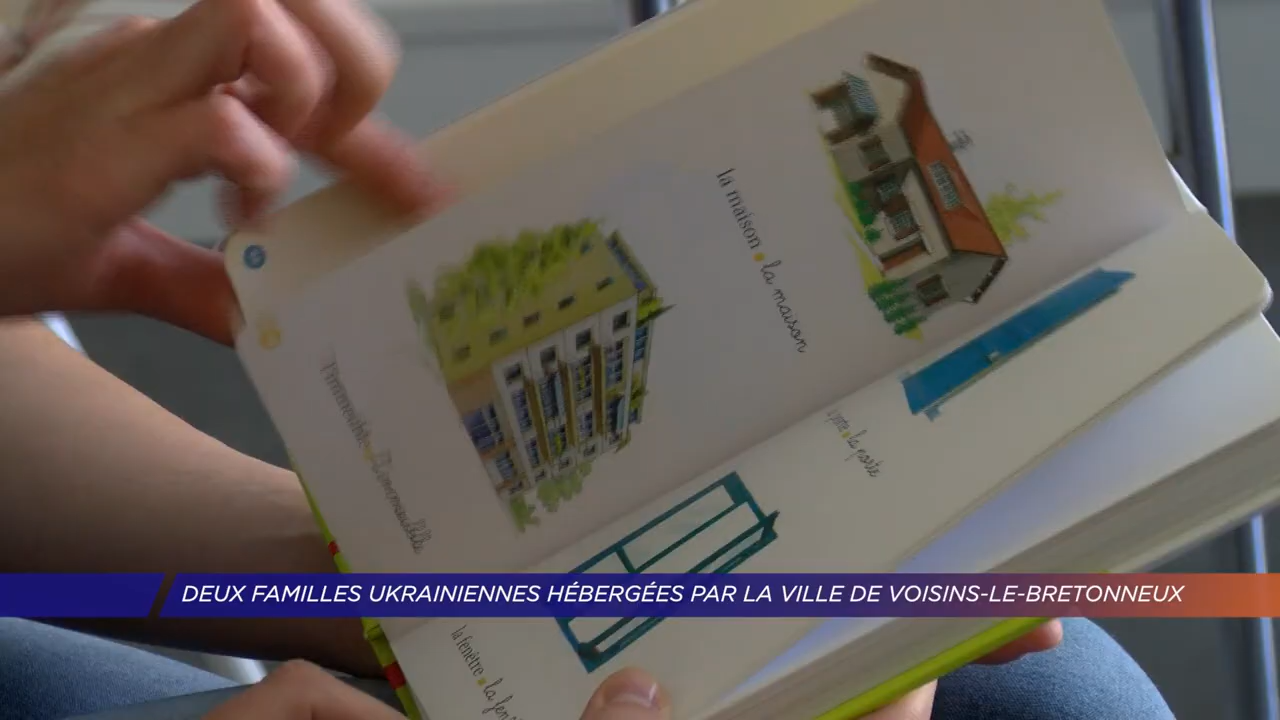 la maison • la maison
l'immeuble • l'immeuble
la porte
la fenêtre • la
DEUX FAMILLES UKRAINIENNES HÉBERGÉES PAR LA VILLE DE VOISINS-LE-BRETONNEUX